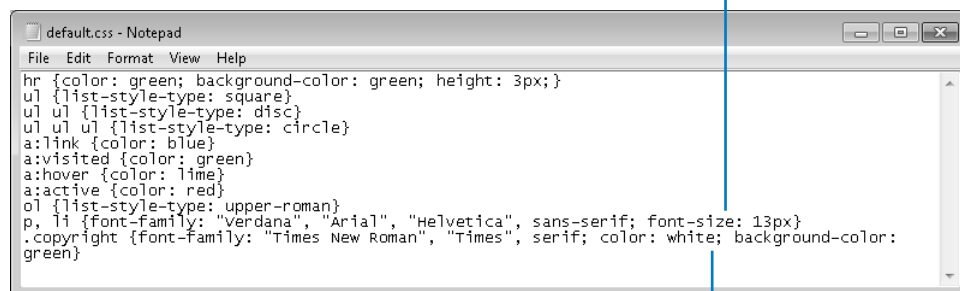 default.css - Notepad
File Edit Format View Help
hr {color: green; background-color: green; height: 3px;}
ul {list-style-type: square}
ul ul {list-style-type: disc}
ul ul ul {list-style-type: circle}
a:link {color: blue}
a:visited {color: green}
a:hover {color: lime}
a:active {color: red}
ol {list-style-type: upper-roman}
p, li {font-family: "Verdana", "Arial", "Helvetica", sans-serif; font-size: 13px}
.copyright {font-family: "Times New Roman", "Times", serif; color: white; background-color:
green}